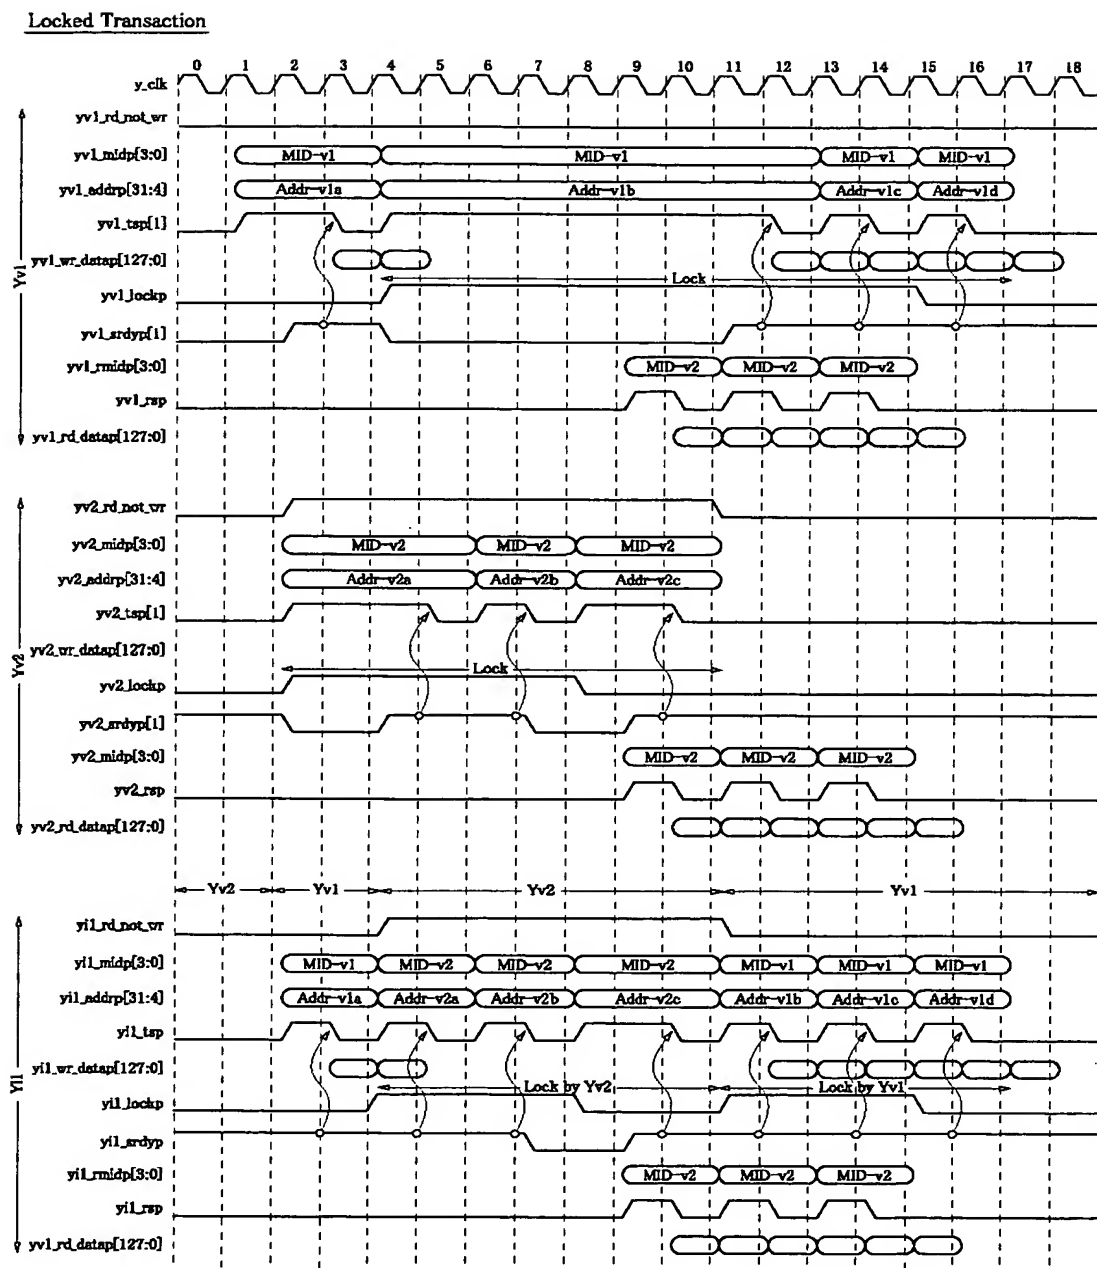 Locked Transaction
0 1 2 3 4 5 6 7 8 9 10 11 12 13 14 15 16 17 18
y_clk
yv1_rd_not_wr
yv1_midp[3:0] MID-v1 MID-v1 MID-v1 MID-v1
yv1_addrp[31:4] Addr-v1a Addr-v1b Addr-v1c Addr-v1d
yv1_tsp[1]
yv1_wr_datap[127:0]
Lock
yv1_lockp
yv1_srdyp[1]
yv1_rmidp[3:0] MID-v2 MID-v2 MID-v2
yv1_rsp
yv1_rd_datap[127:0]
Yv1
yv2_rd_not_wr
yv2_midp[3:0] MID-v2 MID-v2 MID-v2
yv2_addrp[31:4] Addr-v2a Addr-v2b Addr-v2c
yv2_tsp[1]
yv2_wr_datap[127:0]
Lock
yv2_lockp
yv2_srdyp[1]
yv2_midp[3:0] MID-v2 MID-v2 MID-v2
yv2_rsp
yv2_rd_datap[127:0]
Yv2
Yv2 Yv1 Yv2 Yv1
yi1_rd_not_wr
yi1_midp[3:0] MID-v1 MID-v2 MID-v2 MID-v2 MID-v1 MID-v1 MID-v1
yi1_addrp[31:4] Addr-v1a Addr-v2a Addr-v2b Addr-v2c Addr-v1b Addr-v1c Addr-v1d
yi1_tsp
yi1_wr_datap[127:0]
Lock by Yv2 Lock by Yv1
yi1_lockp
yi1_srdyp
yi1_rmidp[3:0] MID-v2 MID-v2 MID-v2
yi1_rsp
yv1_rd_datap[127:0]
Yi1